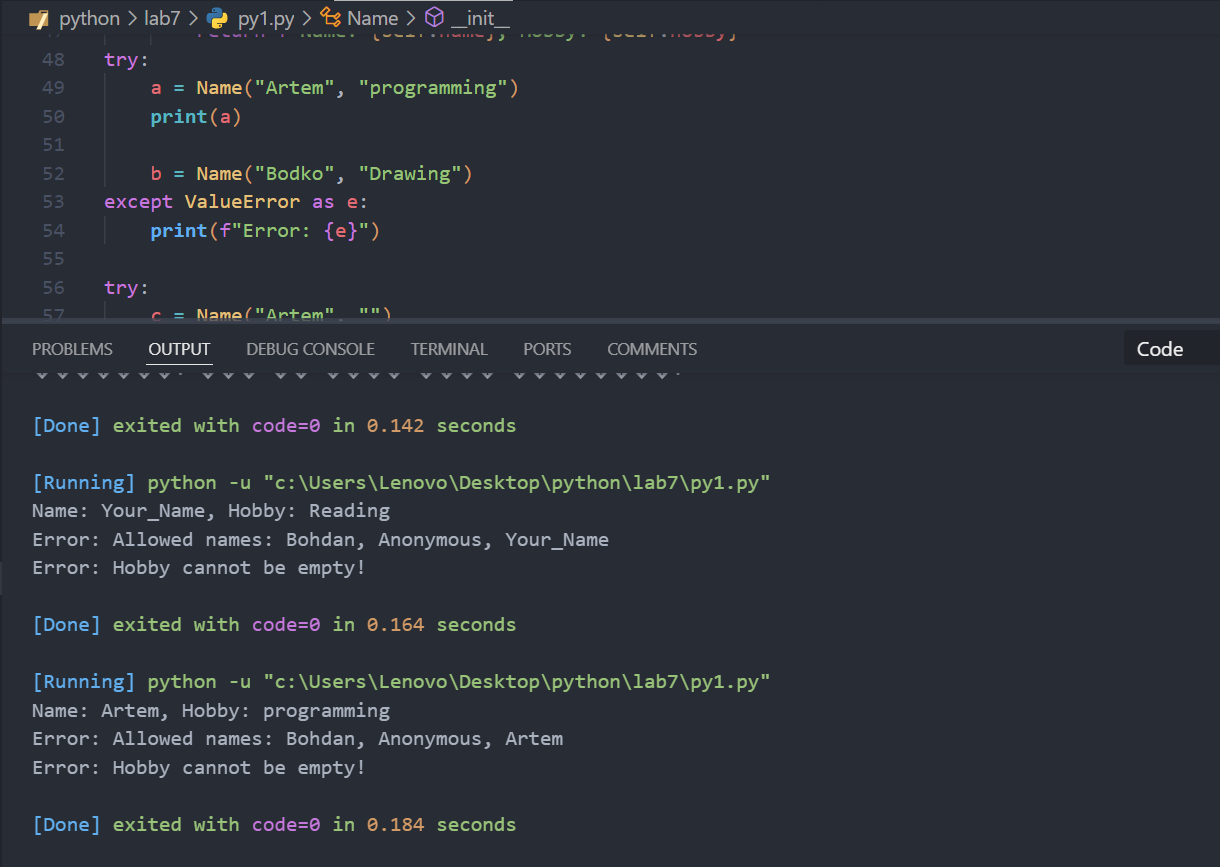 python > lab7 > py1.py > Name > __init__
48 try:
49 a = Name("Artem", "programming")
50 print(a)
51
52 b = Name("Bodko", "Drawing")
53 except ValueError as e:
54 print(f"Error: {e}")
55
56 try:
57 c = Name("Artem", "")
PROBLEMS OUTPUT DEBUG CONSOLE TERMINAL PORTS COMMENTS Code
[Done] exited with code=0 in 0.142 seconds
[Running] python -u "c:\Users\Lenovo\Desktop\python\lab7\py1.py"
Name: Your_Name, Hobby: Reading
Error: Allowed names: Bohdan, Anonymous, Your_Name
Error: Hobby cannot be empty!
[Done] exited with code=0 in 0.164 seconds
[Running] python -u "c:\Users\Lenovo\Desktop\python\lab7\py1.py"
Name: Artem, Hobby: programming
Error: Allowed names: Bohdan, Anonymous, Artem
Error: Hobby cannot be empty!
[Done] exited with code=0 in 0.184 seconds